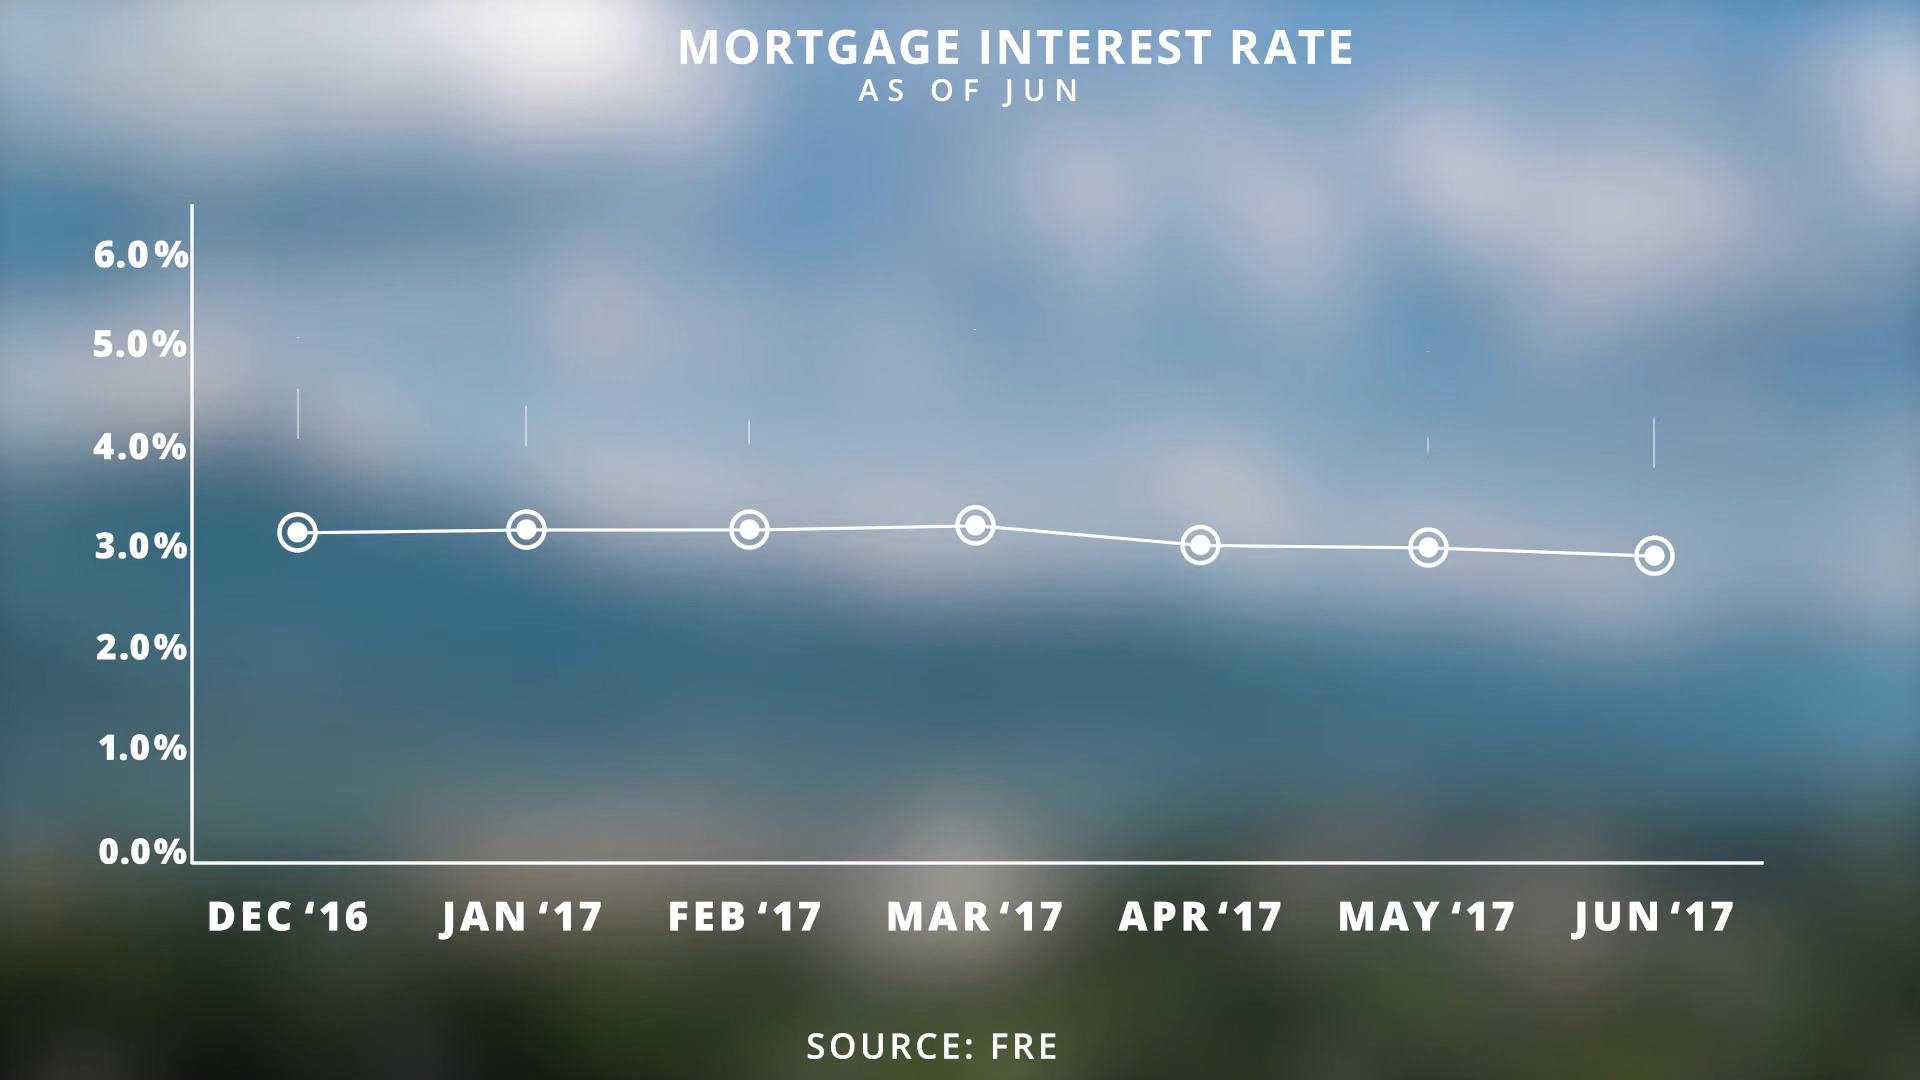 MORTGAGE INTEREST RATE
AS OF JUN
6.0%
5.0%
4.0%
3.0%
2.0%
1.0%
0.0%
DEC ‘16 JAN ‘17 FEB ‘17 MAR ‘17 APR ‘17 MAY ‘17 JUN ‘17
SOURCE: FRE